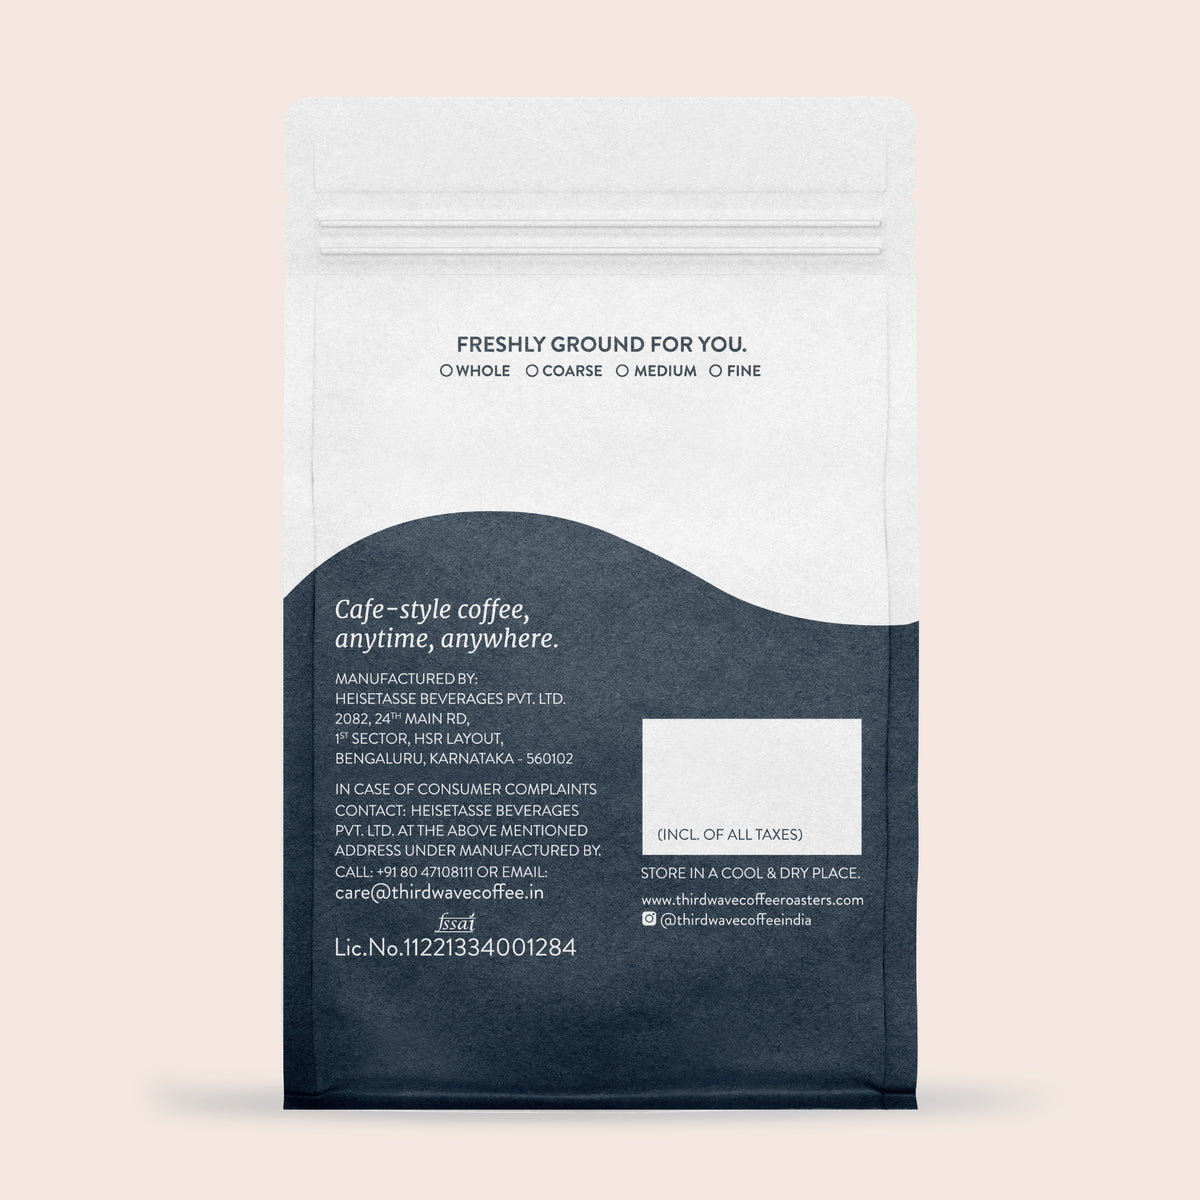 FRESHLY GROUND FOR YOU.
WHOLE COARSE MEDIUM FINE
Cafe-style coffee,
anytime, anywhere.
MANUFACTURED BY:
HEISETASSE BEVERAGES PVT. LTD.
2082, 24TH MAIN RD,
1ST SECTOR, HSR LAYOUT,
BENGALURU, KARNATAKA - 560102
IN CASE OF CONSUMER COMPLAINTS
CONTACT: HEISETASSE BEVERAGES
PVT. LTD. AT THE ABOVE MENTIONED
ADDRESS UNDER MANUFACTURED BY.
CALL: +91 80 47108111 OR EMAIL:
care@thirdwavecoffee.in
fssai
Lic.No.11221334001284
(INCL. OF ALL TAXES)
STORE IN A COOL & DRY PLACE.
www.thirdwavecoffeeroasters.com
@thirdwavecoffeeindia